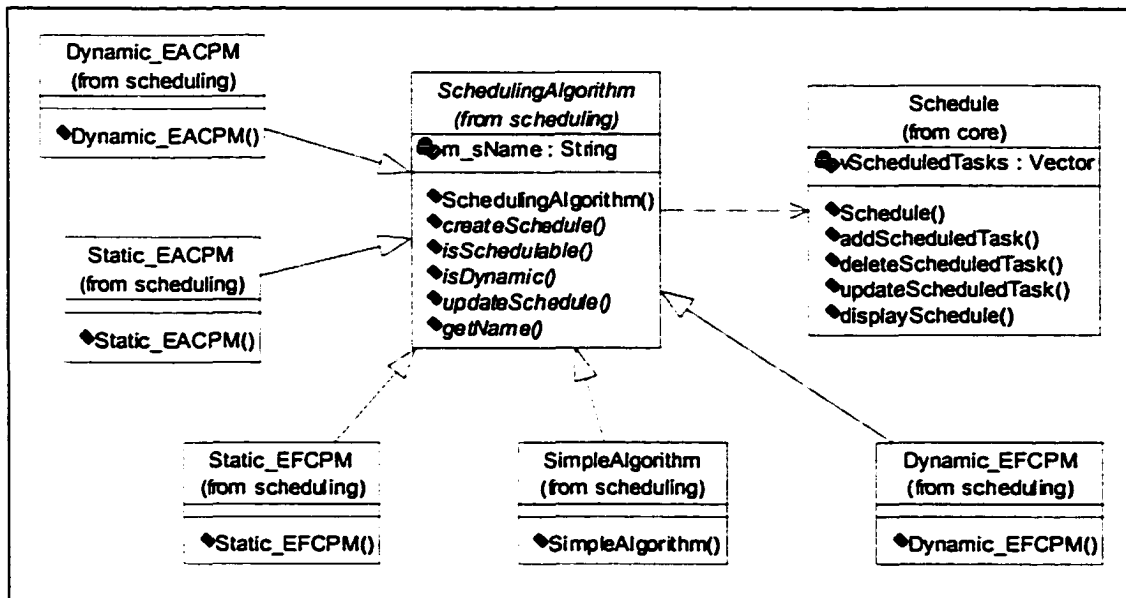 Dynamic_EACPM
(from scheduling)
Dynamic_EACPM()
Static_EACPM
(from scheduling)
Static_EACPM()
SchedulingAlgorithm
(from scheduling)
m_sName : String
SchedulingAlgorithm()
createSchedule()
isSchedulable()
isDynamic()
updateSchedule()
getName()
Schedule
(from core)
vScheduledTasks : Vector
Schedule()
addScheduledTask()
deleteScheduledTask()
updateScheduledTask()
displaySchedule()
Static_EFCPM
(from scheduling)
Static_EFCPM()
SimpleAlgorithm
(from scheduling)
SimpleAlgorithm()
Dynamic_EFCPM
(from scheduling)
Dynamic_EFCPM()